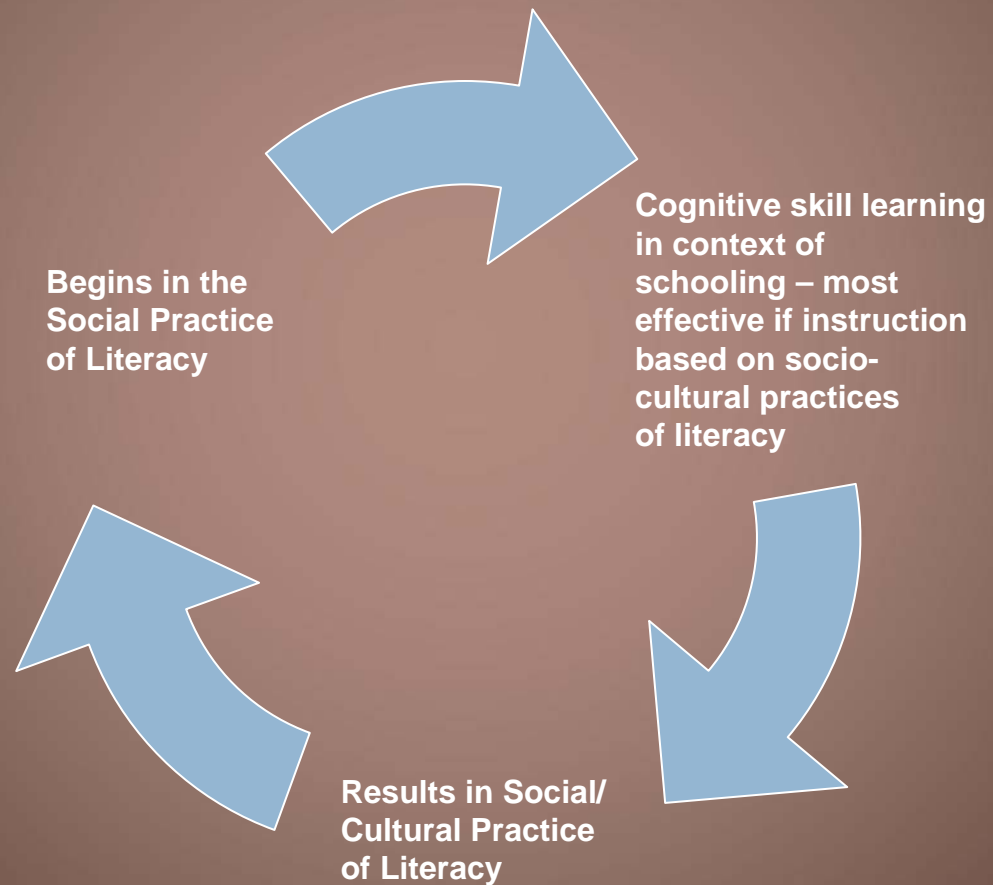 Begins in the
Social Practice
of Literacy
Cognitive skill learning
in context of
schooling – most
effective if instruction
based on socio-
cultural practices
of literacy
Results in Social/
Cultural Practice
of Literacy